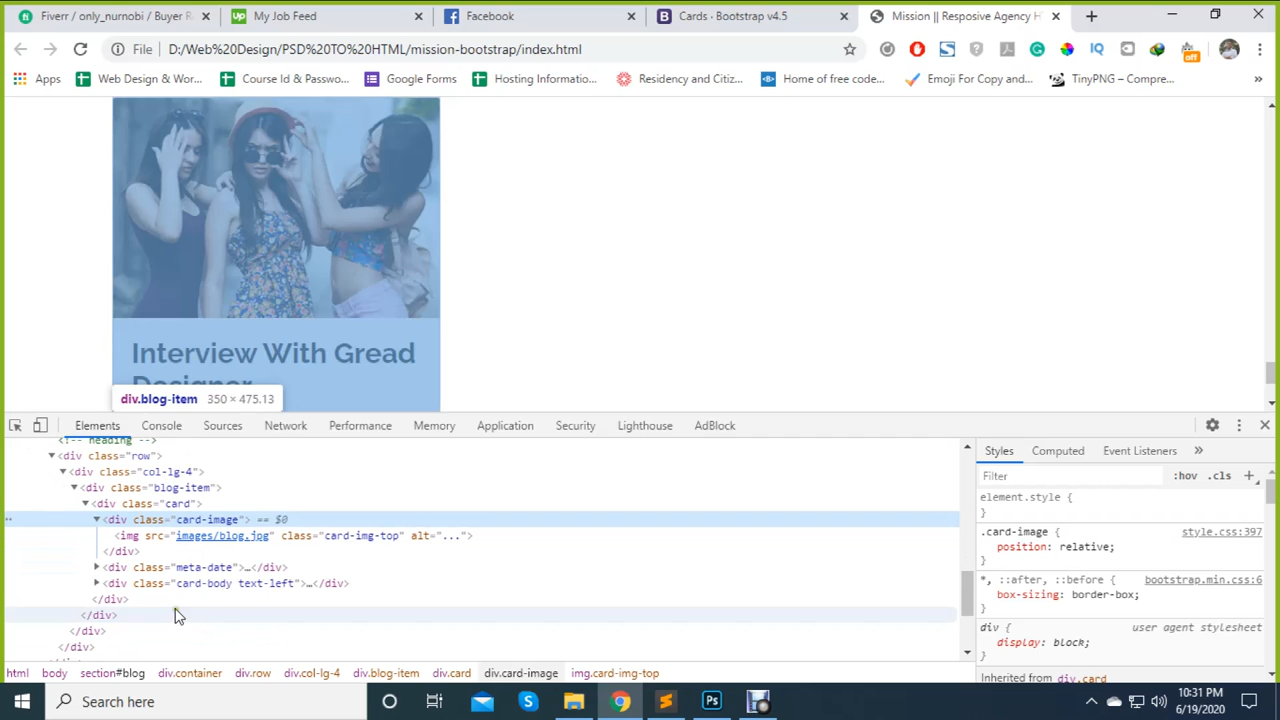 Fiverr / only_nurnobi / Buyer R
My Job Feed
Facebook
Cards · Bootstrap v4.5
Mission || Resposive Agency H
File D:/Web%20Design/PSD%20TO%20HTML/mission-bootstrap/index.html
Apps
Web Design & Wor...
Course Id & Passwo...
Google Forms
Hosting Informatio...
Residency and Citiz...
Home of free code...
Emoji For Copy and...
TinyPNG – Compre...
Interview With Gread
Designer
div.blog-item 350 × 475.13
Elements Console Sources Network Performance Memory Application Security Lighthouse AdBlock
<!-- heading -->
<div class="row">
<div class="col-lg-4">
<div class="blog-item">
<div class="card">
<div class="card-image"> == $0
<img src="images/blog.jpg" class="card-img-top" alt="...">
</div>
<div class="meta-date">…</div>
<div class="card-body text-left">…</div>
</div>
</div>
</div>
</div>
html body section#blog div.container div.row div.col-lg-4 div.blog-item div.card div.card-image img.card-img-top
Styles Computed Event Listeners »
Filter :hov .cls +
element.style {
}
.card-image { style.css:397
position: relative;
}
*, ::after, ::before { bootstrap.min.css:6
box-sizing: border-box;
}
div { user agent stylesheet
display: block;
}
Inherited from div.card
Search here
10:31 PM
6/19/2020